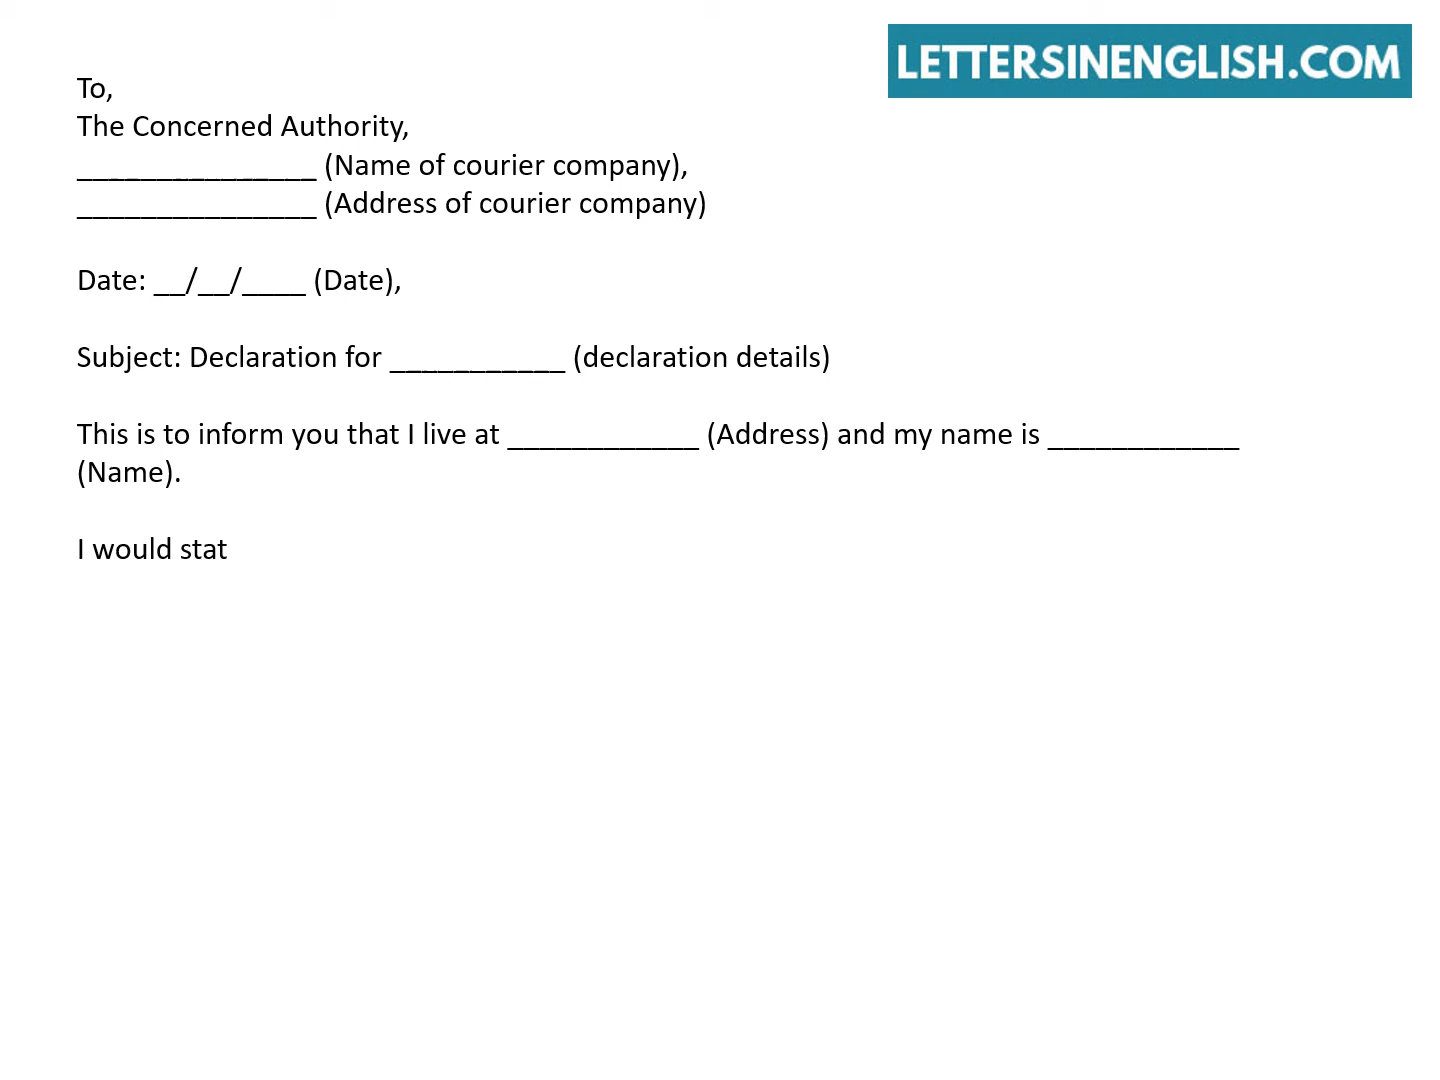 LETTERSINENGLISH.COM
To,
The Concerned Authority,
_______________ (Name of courier company),
_______________ (Address of courier company)
Date: __/__/____ (Date),
Subject: Declaration for ___________ (declaration details)
This is to inform you that I live at ____________ (Address) and my name is ____________
(Name).
I would stat